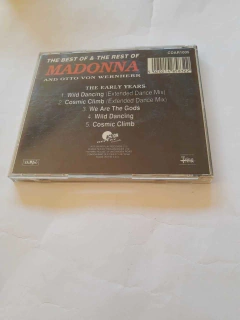 THE BEST OF & THE REST OF
MADONNA
AND OTTO VON WERNHERR
THE EARLY YEARS
1. Wild Dancing (Extended Dance Mix)
2. Cosmic Climb (Extended Dance Mix)
3. We Are The Gods
4. Wild Dancing
5. Cosmic Climb